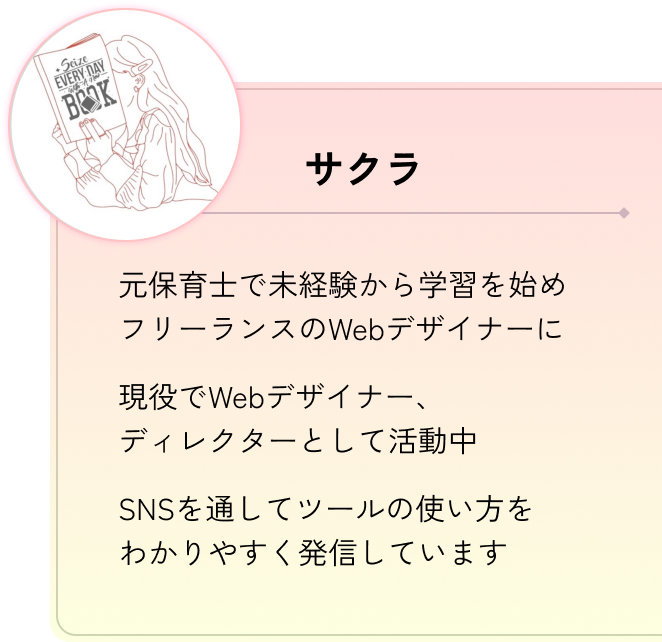 Seize
EVERY DAY
With A New
BOOK
サクラ
元保育士で未経験から学習を始め
フリーランスのWebデザイナーに
現役でWebデザイナー、
ディレクターとして活動中
SNSを通してツールの使い方を
わかりやすく発信しています